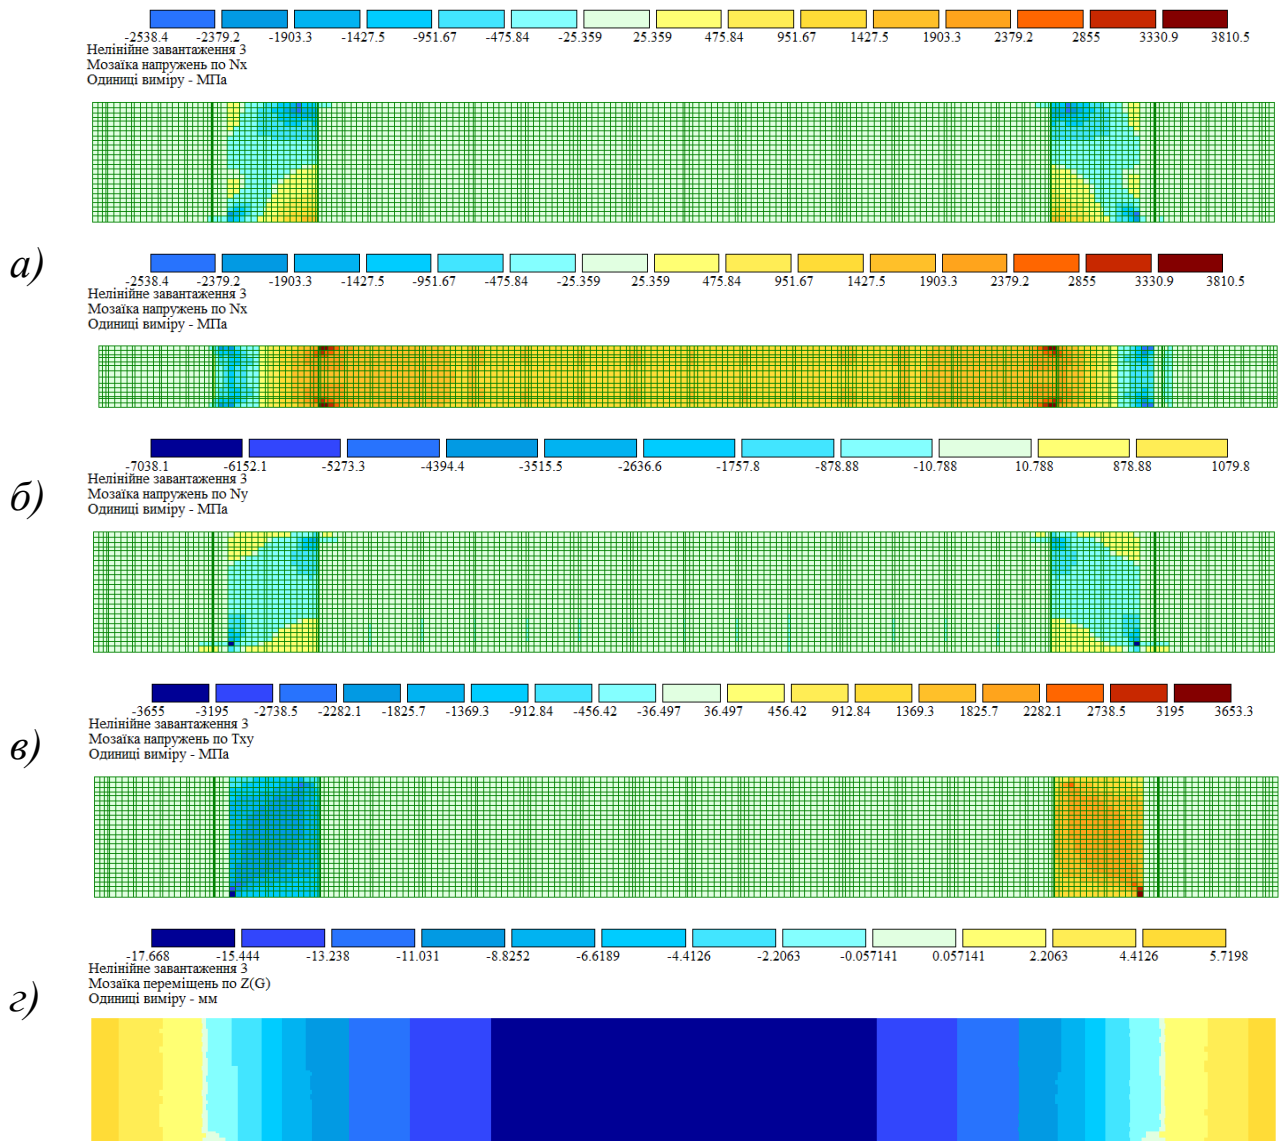 -2538.4 -2379.2 -1903.3 -1427.5 -951.67 -475.84 -25.359 25.359 475.84 951.67 1427.5 1903.3 2379.2 2855 3330.9 3810.5
Нелінійне завантаження 3
Мозаїка напружень по Nx
Одиниці виміру - МПа
а)
-2538.4 -2379.2 -1903.3 -1427.5 -951.67 -475.84 -25.359 25.359 475.84 951.67 1427.5 1903.3 2379.2 2855 3330.9 3810.5
Нелінійне завантаження 3
Мозаїка напружень по Nx
Одиниці виміру - МПа
-7038.1 -6152.1 -5273.3 -4394.4 -3515.5 -2636.6 -1757.8 -878.88 -10.788 10.788 878.88 1079.8
б)
Нелінійне завантаження 3
Мозаїка напружень по Ny
Одиниці виміру - МПа
-3655 -3195 -2738.5 -2282.1 -1825.7 -1369.3 -912.84 -456.42 -36.497 36.497 456.42 912.84 1369.3 1825.7 2282.1 2738.5 3195 3653.3
в)
Нелінійне завантаження 3
Мозаїка напружень по Txy
Одиниці виміру - МПа
-17.668 -15.444 -13.238 -11.031 -8.8252 -6.6189 -4.4126 -2.2063 -0.057141 0.057141 2.2063 4.4126 5.7198
Нелінійне завантаження 3
Мозаїка переміщень по Z(G)
Одиниці виміру - мм
г)